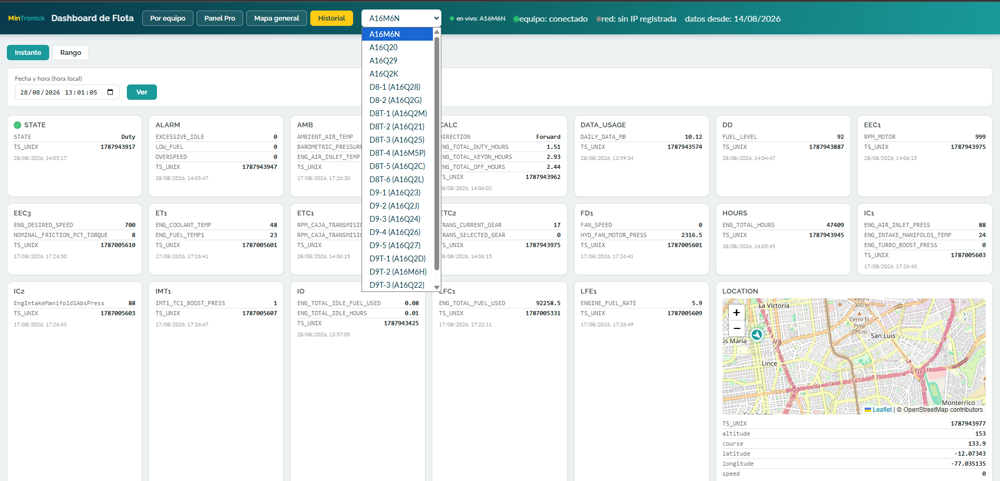 MinTronick Dashboard de Flota Por equipo Panel Pro Mapa general Historial A16M6N en vivo: A16M6N equipo: conectado red: sin IP registrada datos desde: 14/08/2026
A16M6N
A16Q20
A16Q29
A16Q2K
D8-1 (A16Q28)
D8-2 (A16Q2G)
D8T-1 (A16Q2M)
D8T-2 (A16Q21)
D8T-3 (A16Q25)
D8T-4 (A16M5P)
D8T-5 (A16Q2C)
D8T-6 (A16Q2L)
D9-1 (A16Q23)
D9-2 (A16Q2J)
D9-3 (A16Q24)
D9-4 (A16Q26)
D9-5 (A16Q27)
D9T-1 (A16Q2D)
D9T-2 (A16M6H)
D9T-3 (A16Q22)
Instante Rango
Fecha y hora (hora local)
28/08/2026 13:01:05 Ver
STATE
STATE Duty
TS_UNIX 1787943917
28/08/2026, 14:05:17
ALARM
EXCESSIVE_IDLE 0
LOW_FUEL 0
OVERSPEED 0
TS_UNIX 1787943947
28/08/2026, 14:05:47
AMB
AMBIENT_AIR_TEMP
BAROMETRIC_PRESSURE
ENG_AIR_INLET_TEMP
TS_UNIX
17/08/2026, 17:26:30
CALC
DIRECTION Forward
ENG_TOTAL_DUTY_HOURS 1.51
ENG_TOTAL_KEYON_HOURS 2.93
ENG_TOTAL_OFF_HOURS 2.44
TS_UNIX 1787943962
28/08/2026, 14:06:02
DATA_USAGE
DAILY_DATA_MB 10.12
TS_UNIX 1787943574
28/08/2026, 13:59:34
DD
FUEL_LEVEL 92
TS_UNIX 1787943887
28/08/2026, 14:04:47
EEC1
RPM_MOTOR 999
TS_UNIX 1787943975
28/08/2026, 14:06:15
EEC3
ENG_DESIRED_SPEED 700
NOMINAL_FRICTION_PCT_TORQUE 8
TS_UNIX 1787005610
17/08/2026, 17:26:50
ET1
ENG_COOLANT_TEMP 48
ENG_FUEL_TEMP1 23
TS_UNIX 1787005601
17/08/2026, 17:26:41
ETC1
RPM_CAJA_TRANSMISIO
RPM_CAJA_TRANSMISIO
TS_UNIX
28/08/2026, 14:06:15
ETC2
TRANS_CURRENT_GEAR 17
TRANS_SELECTED_GEAR 0
TS_UNIX 1787943975
28/08/2026, 14:06:15
FD1
FAN_SPEED 0
HYD_FAN_MOTOR_PRESS 2316.5
TS_UNIX 1787005601
17/08/2026, 17:26:41
HOURS
ENG_TOTAL_HOURS 47409
TS_UNIX 1787943945
28/08/2026, 14:05:45
IC1
ENG_AIR_INLET_PRESS 88
ENG_INTAKE_MANIFOLD1_TEMP 24
ENG_TURBO_BOOST_PRESS 0
TS_UNIX 1787005603
17/08/2026, 17:26:43
IC2
EngIntakeManifold1AbsPress 88
TS_UNIX 1787005603
17/08/2026, 17:26:43
IMT1
IMT1_TC1_BOOST_PRESS 1
TS_UNIX 1787005607
17/08/2026, 17:26:47
IO
ENG_TOTAL_IDLE_FUEL_USED 0.08
ENG_TOTAL_IDLE_HOURS 0.01
TS_UNIX 1787943425
28/08/2026, 13:57:05
LFC1
ENG_TOTAL_FUEL_USED 92258.5
TS_UNIX 1787005331
17/08/2026, 17:22:11
LFE1
ENGINE_FUEL_RATE 5.9
TS_UNIX 1787005609
17/08/2026, 17:26:49
LOCATION
+
−
La Victoria
300 m
Cerro El
Pino
270 m
San Luis
ús María
Lince
Monterrico
Leaflet | © OpenStreetMap contributors
TS_UNIX 1787943977
altitude 153
course 133.9
latitude -12.07343
longitude -77.035135
speed 0